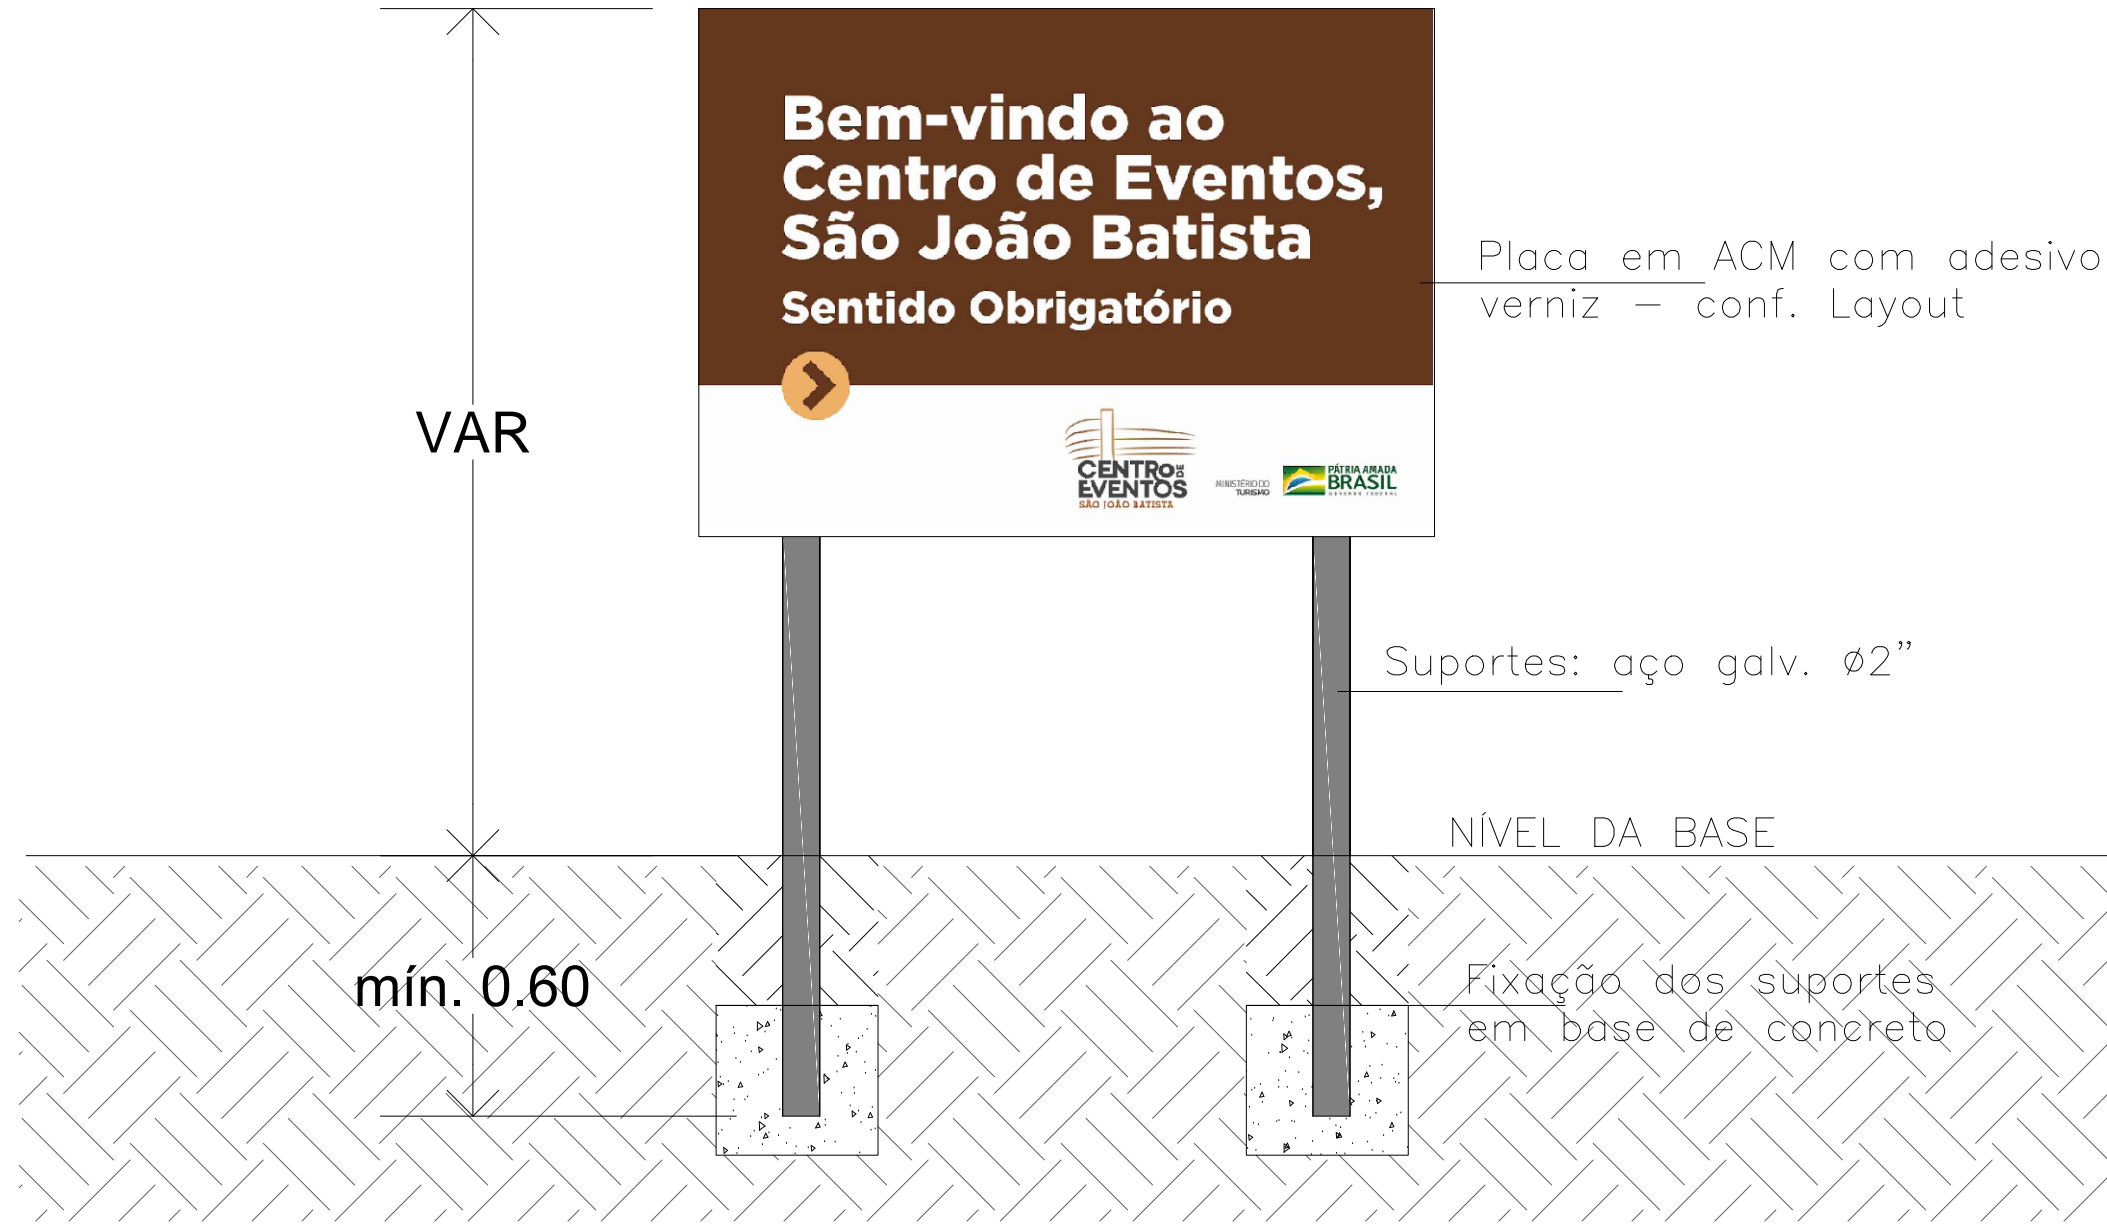 Bem-vindo ao
Centro de Eventos,
São João Batista
Sentido Obrigatório
CENTRO DE
EVENTOS
SÃO JOÃO BATISTA
MINISTÉRIO DO
TURISMO
PÁTRIA AMADA
BRASIL
GOVERNO FEDERAL
Placa em ACM com adesivo
verniz – conf. Layout
VAR
Suportes: aço galv. ø2"
NÍVEL DA BASE
mín. 0.60
Fixação dos suportes
em base de concreto